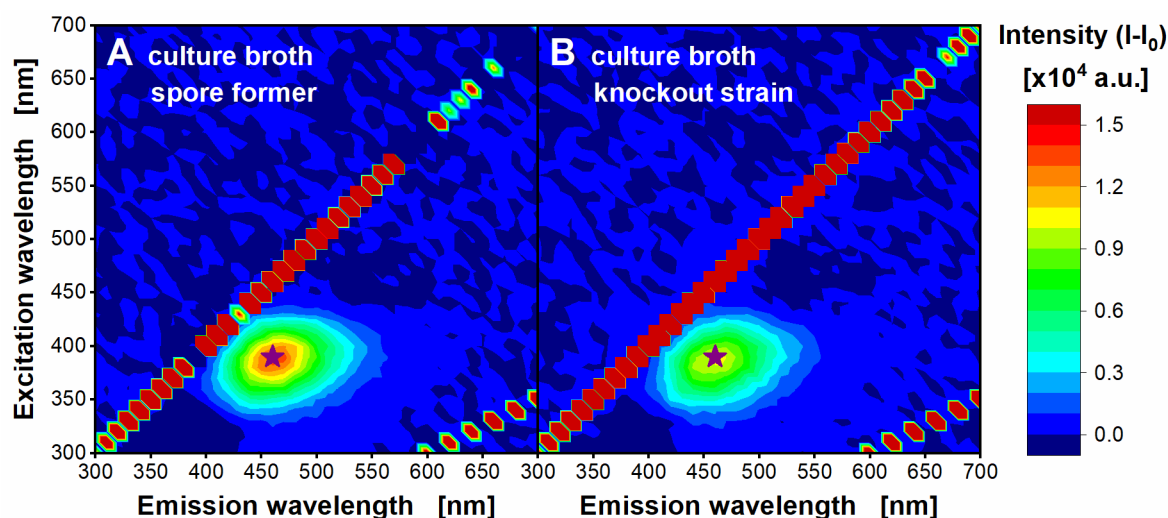 A culture broth
spore former
B culture broth
knockout strain
Intensity (I-I₀)
[x10⁴ a.u.]
Excitation wavelength [nm]
700
650
600
550
500
450
400
350
300
1.5
1.2
0.9
0.6
0.3
0.0
300 350 400 450 500 550 600 650 300 350 400 450 500 550 600 650 700
Emission wavelength [nm] Emission wavelength [nm]